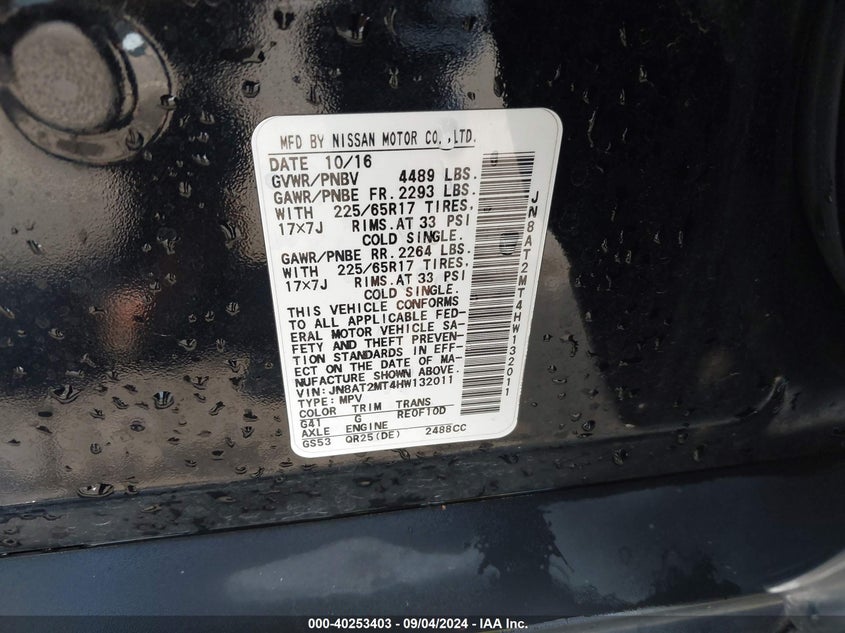 MFD BY NISSAN MOTOR CO.,LTD.
DATE 10/16
GVWR/PNBV 4489 LBS.
GAWR/PNBE FR. 2293 LBS.
WITH 225/65R17 TIRES,
17×7J RIMS.AT 33 PSI
COLD SINGLE.
GAWR/PNBE RR. 2264 LBS.
WITH 225/65R17 TIRES,
17×7J RIMS.AT 33 PSI
COLD SINGLE.
THIS VEHICLE CONFORMS
TO ALL APPLICABLE FED-
ERAL MOTOR VEHICLE SA-
FETY AND THEFT PREVEN-
TION STANDARDS IN EFF-
ECT ON THE DATE OF MA-
NUFACTURE SHOWN ABOVE.
VIN: JN8AT2MT4HW132011
TYPE: MPV
COLOR TRIM TRANS
G41 G RE0F10D
AXLE ENGINE
GS53 QR25(DE) 2488CC
JN8AT2MT4HW132011
000-40253403 - 09/04/2024 - IAA Inc.